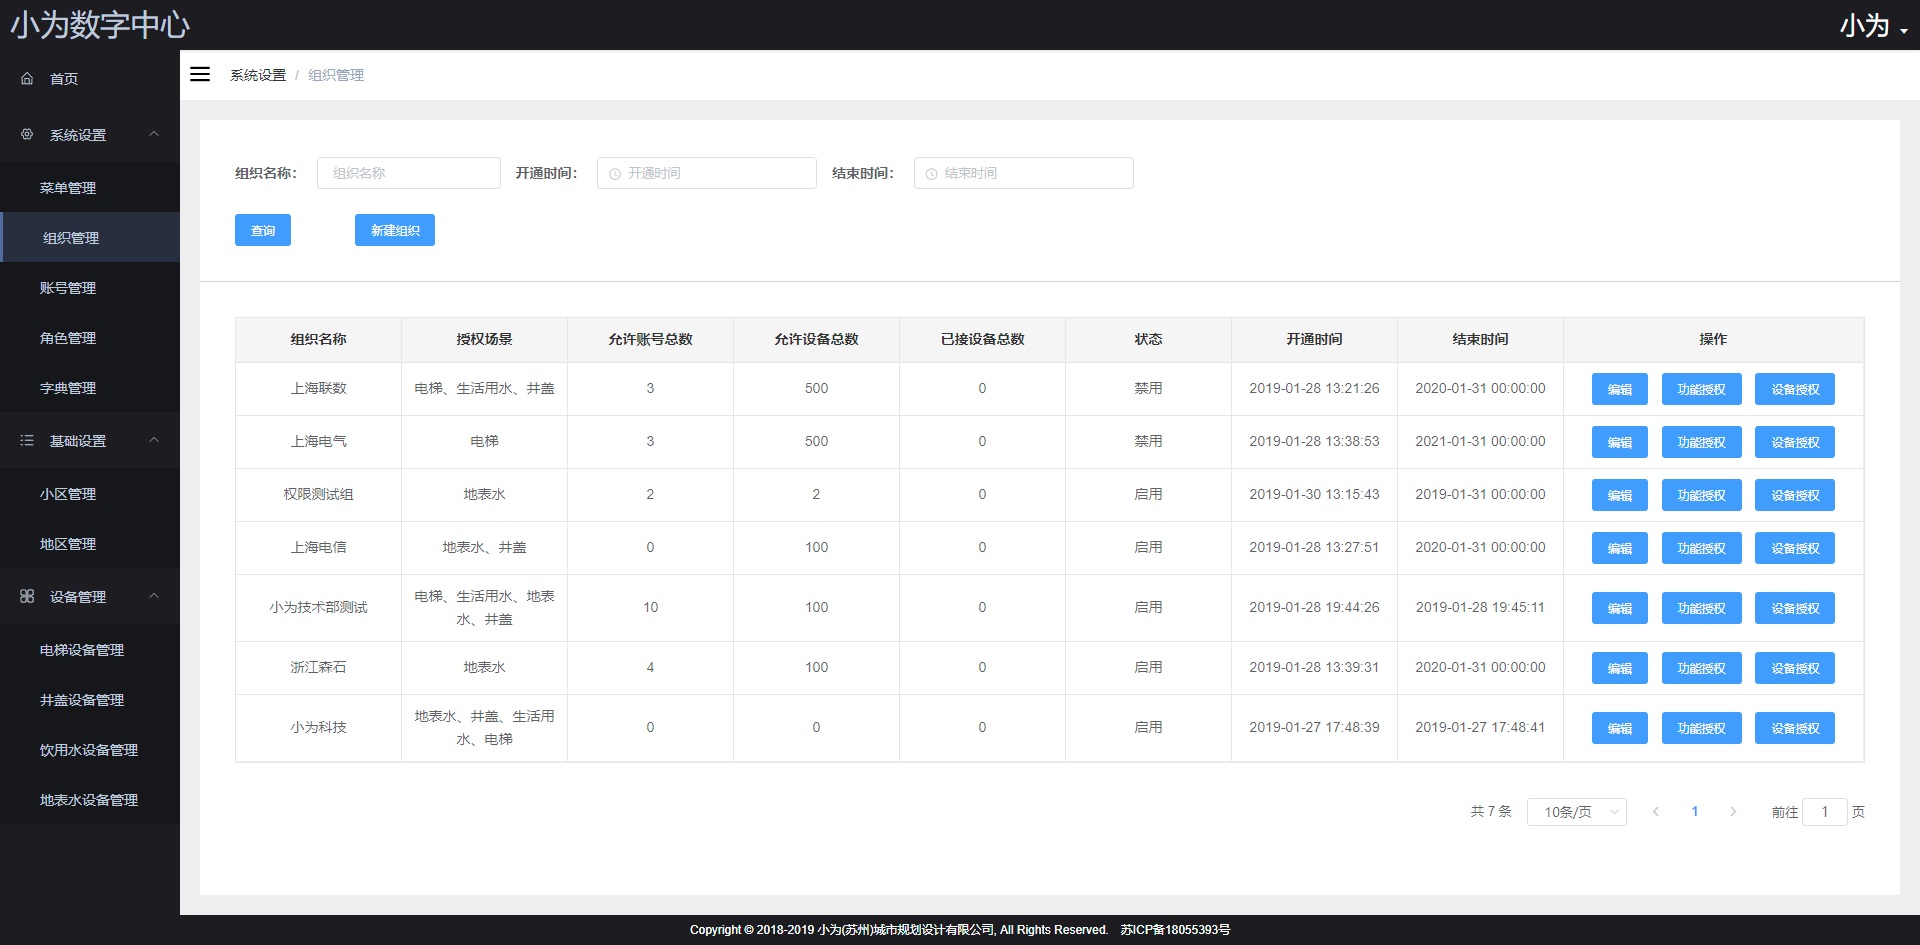 小为数字中心
小为
首页
系统设置
菜单管理
组织管理
账号管理
角色管理
字典管理
基础设置
小区管理
地区管理
设备管理
电梯设备管理
井盖设备管理
饮用水设备管理
地表水设备管理
系统设置 / 组织管理
组织名称： 组织名称 开通时间： 开通时间 结束时间： 结束时间
查询 新建组织
组织名称 授权场景 允许账号总数 允许设备总数 已接设备总数 状态 开通时间 结束时间 操作
上海联数 电梯、生活用水、井盖 3 500 0 禁用 2019-01-28 13:21:26 2020-01-31 00:00:00 编辑 功能授权 设备授权
上海电气 电梯 3 500 0 禁用 2019-01-28 13:38:53 2021-01-31 00:00:00 编辑 功能授权 设备授权
权限测试组 地表水 2 2 0 启用 2019-01-30 13:15:43 2019-01-31 00:00:00 编辑 功能授权 设备授权
上海电信 地表水、井盖 0 100 0 启用 2019-01-28 13:27:51 2020-01-31 00:00:00 编辑 功能授权 设备授权
小为技术部测试 电梯、生活用水、地表
水、井盖 10 100 0 启用 2019-01-28 19:44:26 2019-01-28 19:45:11 编辑 功能授权 设备授权
浙江森石 地表水 4 100 0 启用 2019-01-28 13:39:31 2020-01-31 00:00:00 编辑 功能授权 设备授权
小为科技 地表水、井盖、生活用
水、电梯 0 0 0 启用 2019-01-27 17:48:39 2019-01-27 17:48:41 编辑 功能授权 设备授权
共 7 条 10条/页 1 前往 1 页
Copyright © 2018-2019 小为(苏州)城市规划设计有限公司, All Rights Reserved. 苏ICP备18055393号